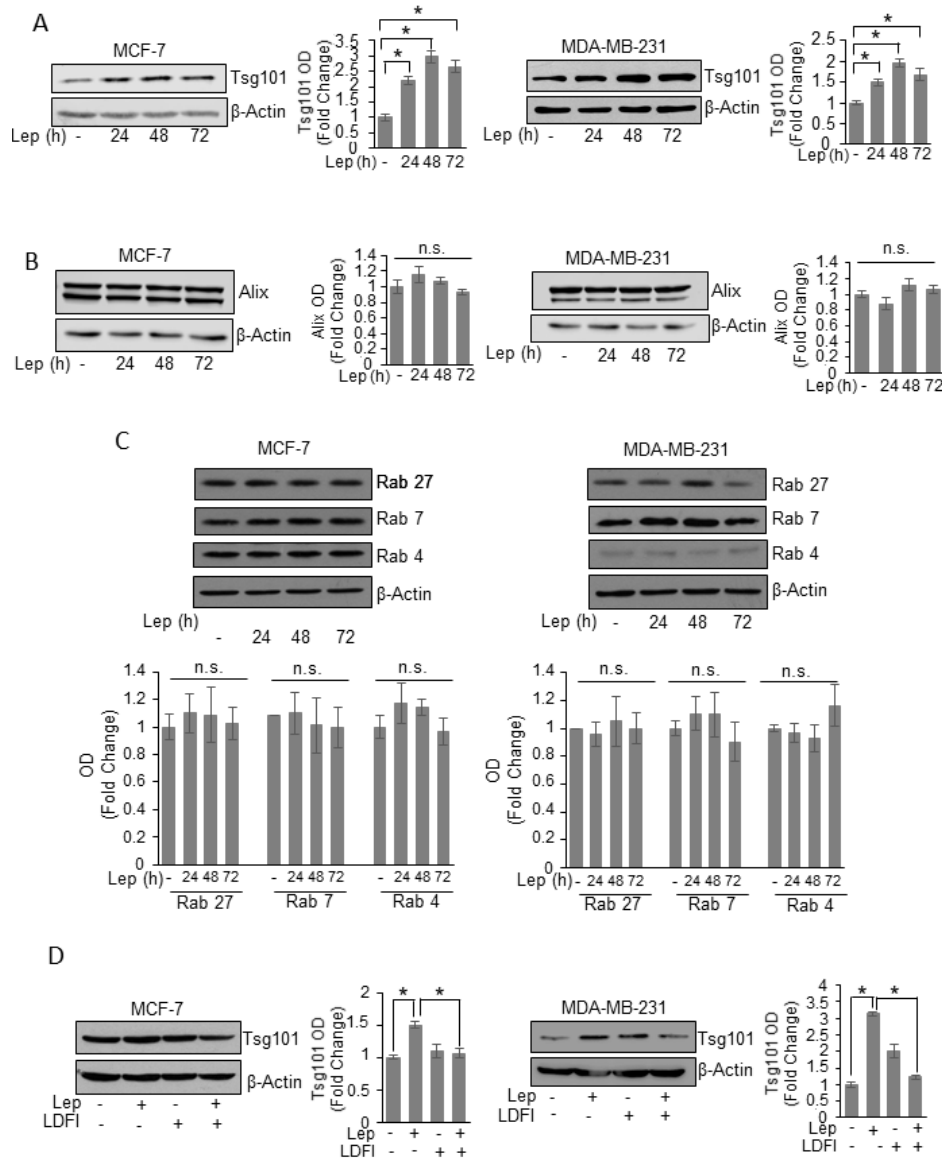 A
MCF-7
Tsg101
β-Actin
Lep (h) - 24 48 72
Tsg101 OD
(Fold Change)
3.5
3
2.5
2
1.5
1
0.5
0
* * *
Lep (h) - 24 48 72
MDA-MB-231
Tsg101
β-Actin
Lep (h) - 24 48 72
Tsg101 OD
(Fold Change)
2.5
2
1.5
1
0.5
0
* * *
Lep (h) - 24 48 72
B
MCF-7
Alix
β-Actin
Lep (h) - 24 48 72
Alix OD
(Fold Change)
1.4
1.2
1
0.8
0.6
0.4
0.2
0
n.s.
Lep (h) - 24 48 72
MDA-MB-231
Alix
β-Actin
Lep (h) - 24 48 72
Alix OD
(Fold Change)
1.4
1.2
1
0.8
0.6
0.4
0.2
0
n.s.
Lep (h) - 24 48 72
C
MCF-7
Rab 27
Rab 7
Rab 4
β-Actin
Lep (h) - 24 48 72
OD
(Fold Change)
1.4
1.2
1
0.8
0.6
0.4
0.2
0
n.s. n.s. n.s.
Lep (h) - 24 48 72 - 24 48 72 - 24 48 72
Rab 27 Rab 7 Rab 4
MDA-MB-231
Rab 27
Rab 7
Rab 4
β-Actin
Lep (h) - 24 48 72
OD
(Fold Change)
1.4
1.2
1
0.8
0.6
0.4
0.2
0
n.s. n.s. n.s.
Lep (h) - 24 48 72 - 24 48 72 - 24 48 72
Rab 27 Rab 7 Rab 4
D
MCF-7
Tsg101
β-Actin
Lep - + - +
LDFI - - + +
Tsg101 OD
(Fold Change)
2
1.5
1
0.5
0
* *
Lep - + - +
LDFI - - + +
MDA-MB-231
Tsg101
β-Actin
Lep - + - +
LDFI - - + +
Tsg101 OD
(Fold Change)
4
3.5
3
2.5
2
1.5
1
0.5
0
* *
Lep - + - +
LDFI - - + +